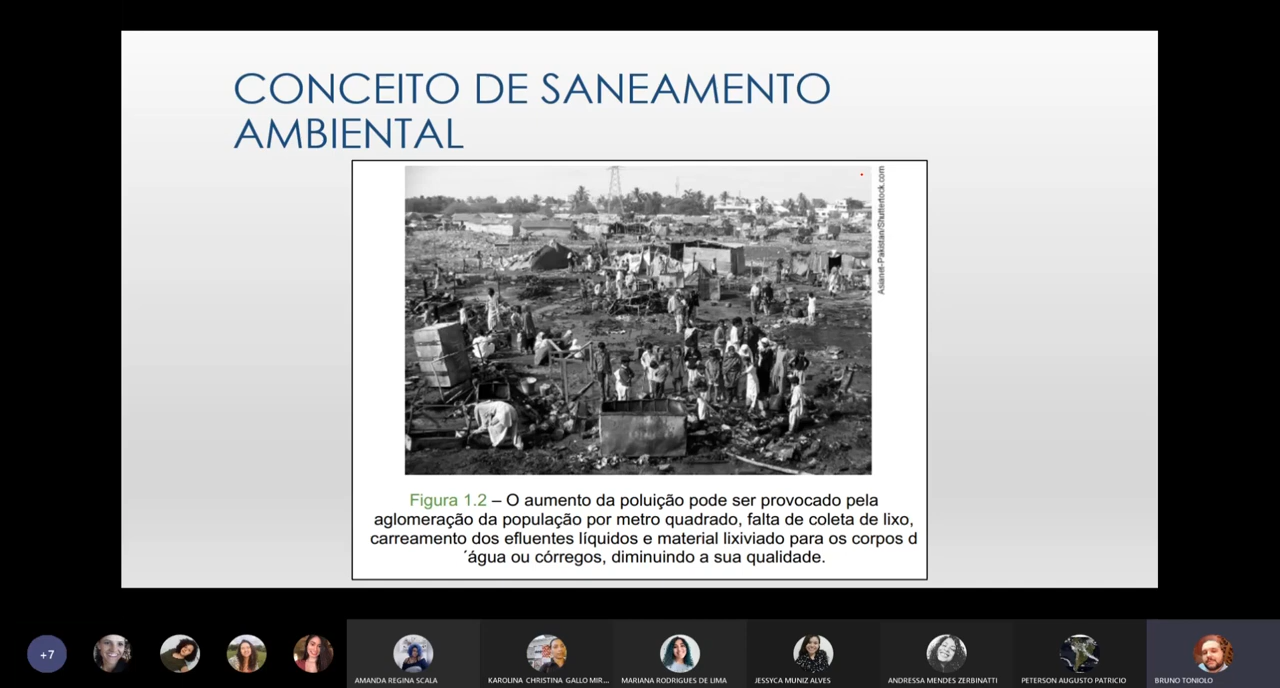 CONCEITO DE SANEAMENTO
AMBIENTAL
Asianet-Pakistan/Shutterstock.com
Figura 1.2 – O aumento da poluição pode ser provocado pela
aglomeração da população por metro quadrado, falta de coleta de lixo,
carreamento dos efluentes líquidos e material lixiviado para os corpos d
´água ou córregos, diminuindo a sua qualidade.
+7
AMANDA REGINA SCALA
KAROLINA CHRISTINA GALLO MIR...
MARIANA RODRIGUES DE LIMA
JESSYCA MUNIZ ALVES
ANDRESSA MENDES ZERBINATTI
PETERSON AUGUSTO PATRICIO
BRUNO TONIOLO